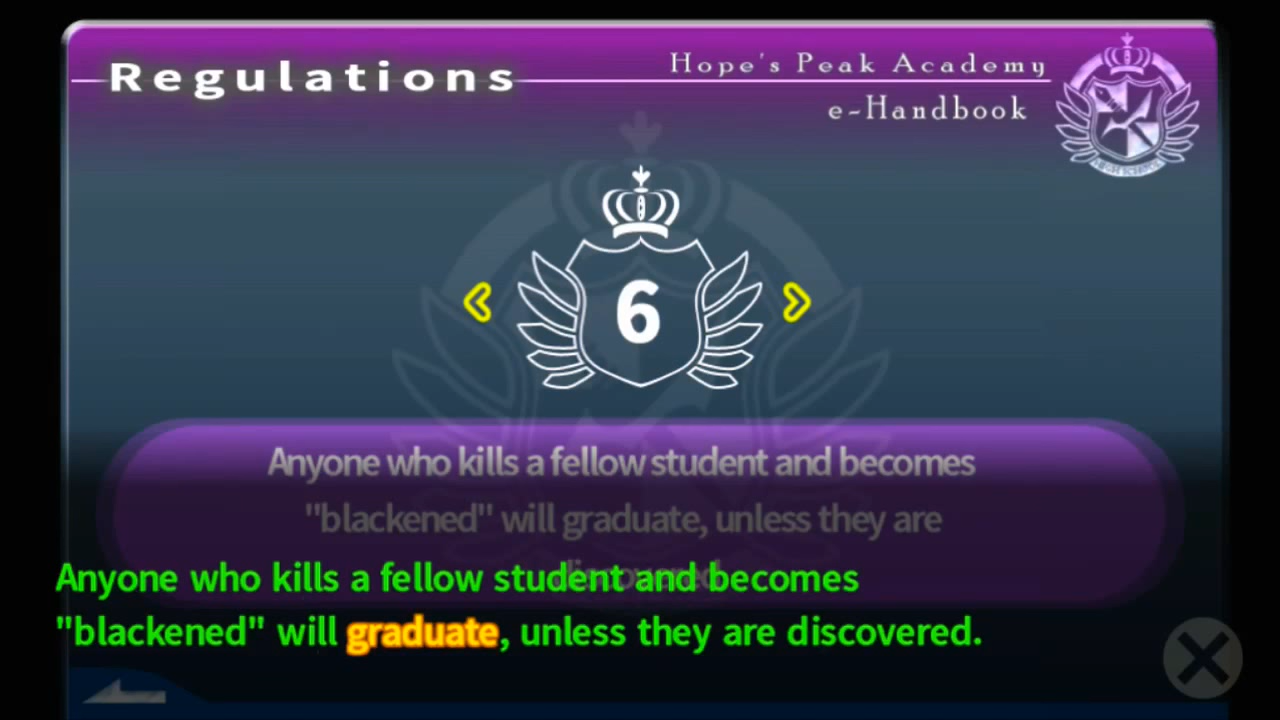 Regulations
Hope's Peak Academy
e-Handbook
6
Anyone who kills a fellow student and becomes
"blackened" will graduate, unless they are
discovered.
Anyone who kills a fellow student and becomes
"blackened" will graduate, unless they are discovered.